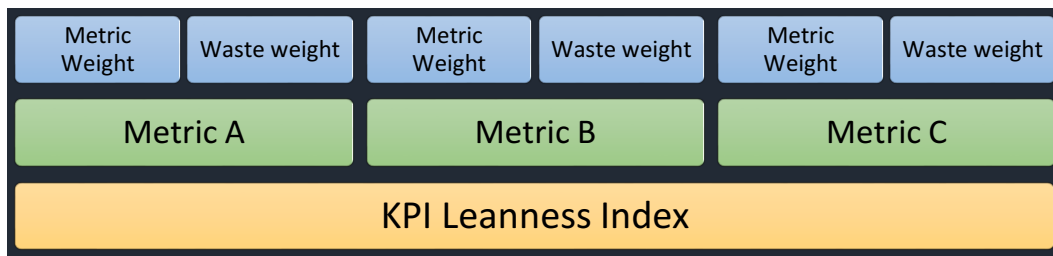 Metric
Weight
Waste weight
Metric
Weight
Waste weight
Metric
Weight
Waste weight
Metric A
Metric B
Metric C
KPI Leanness Index